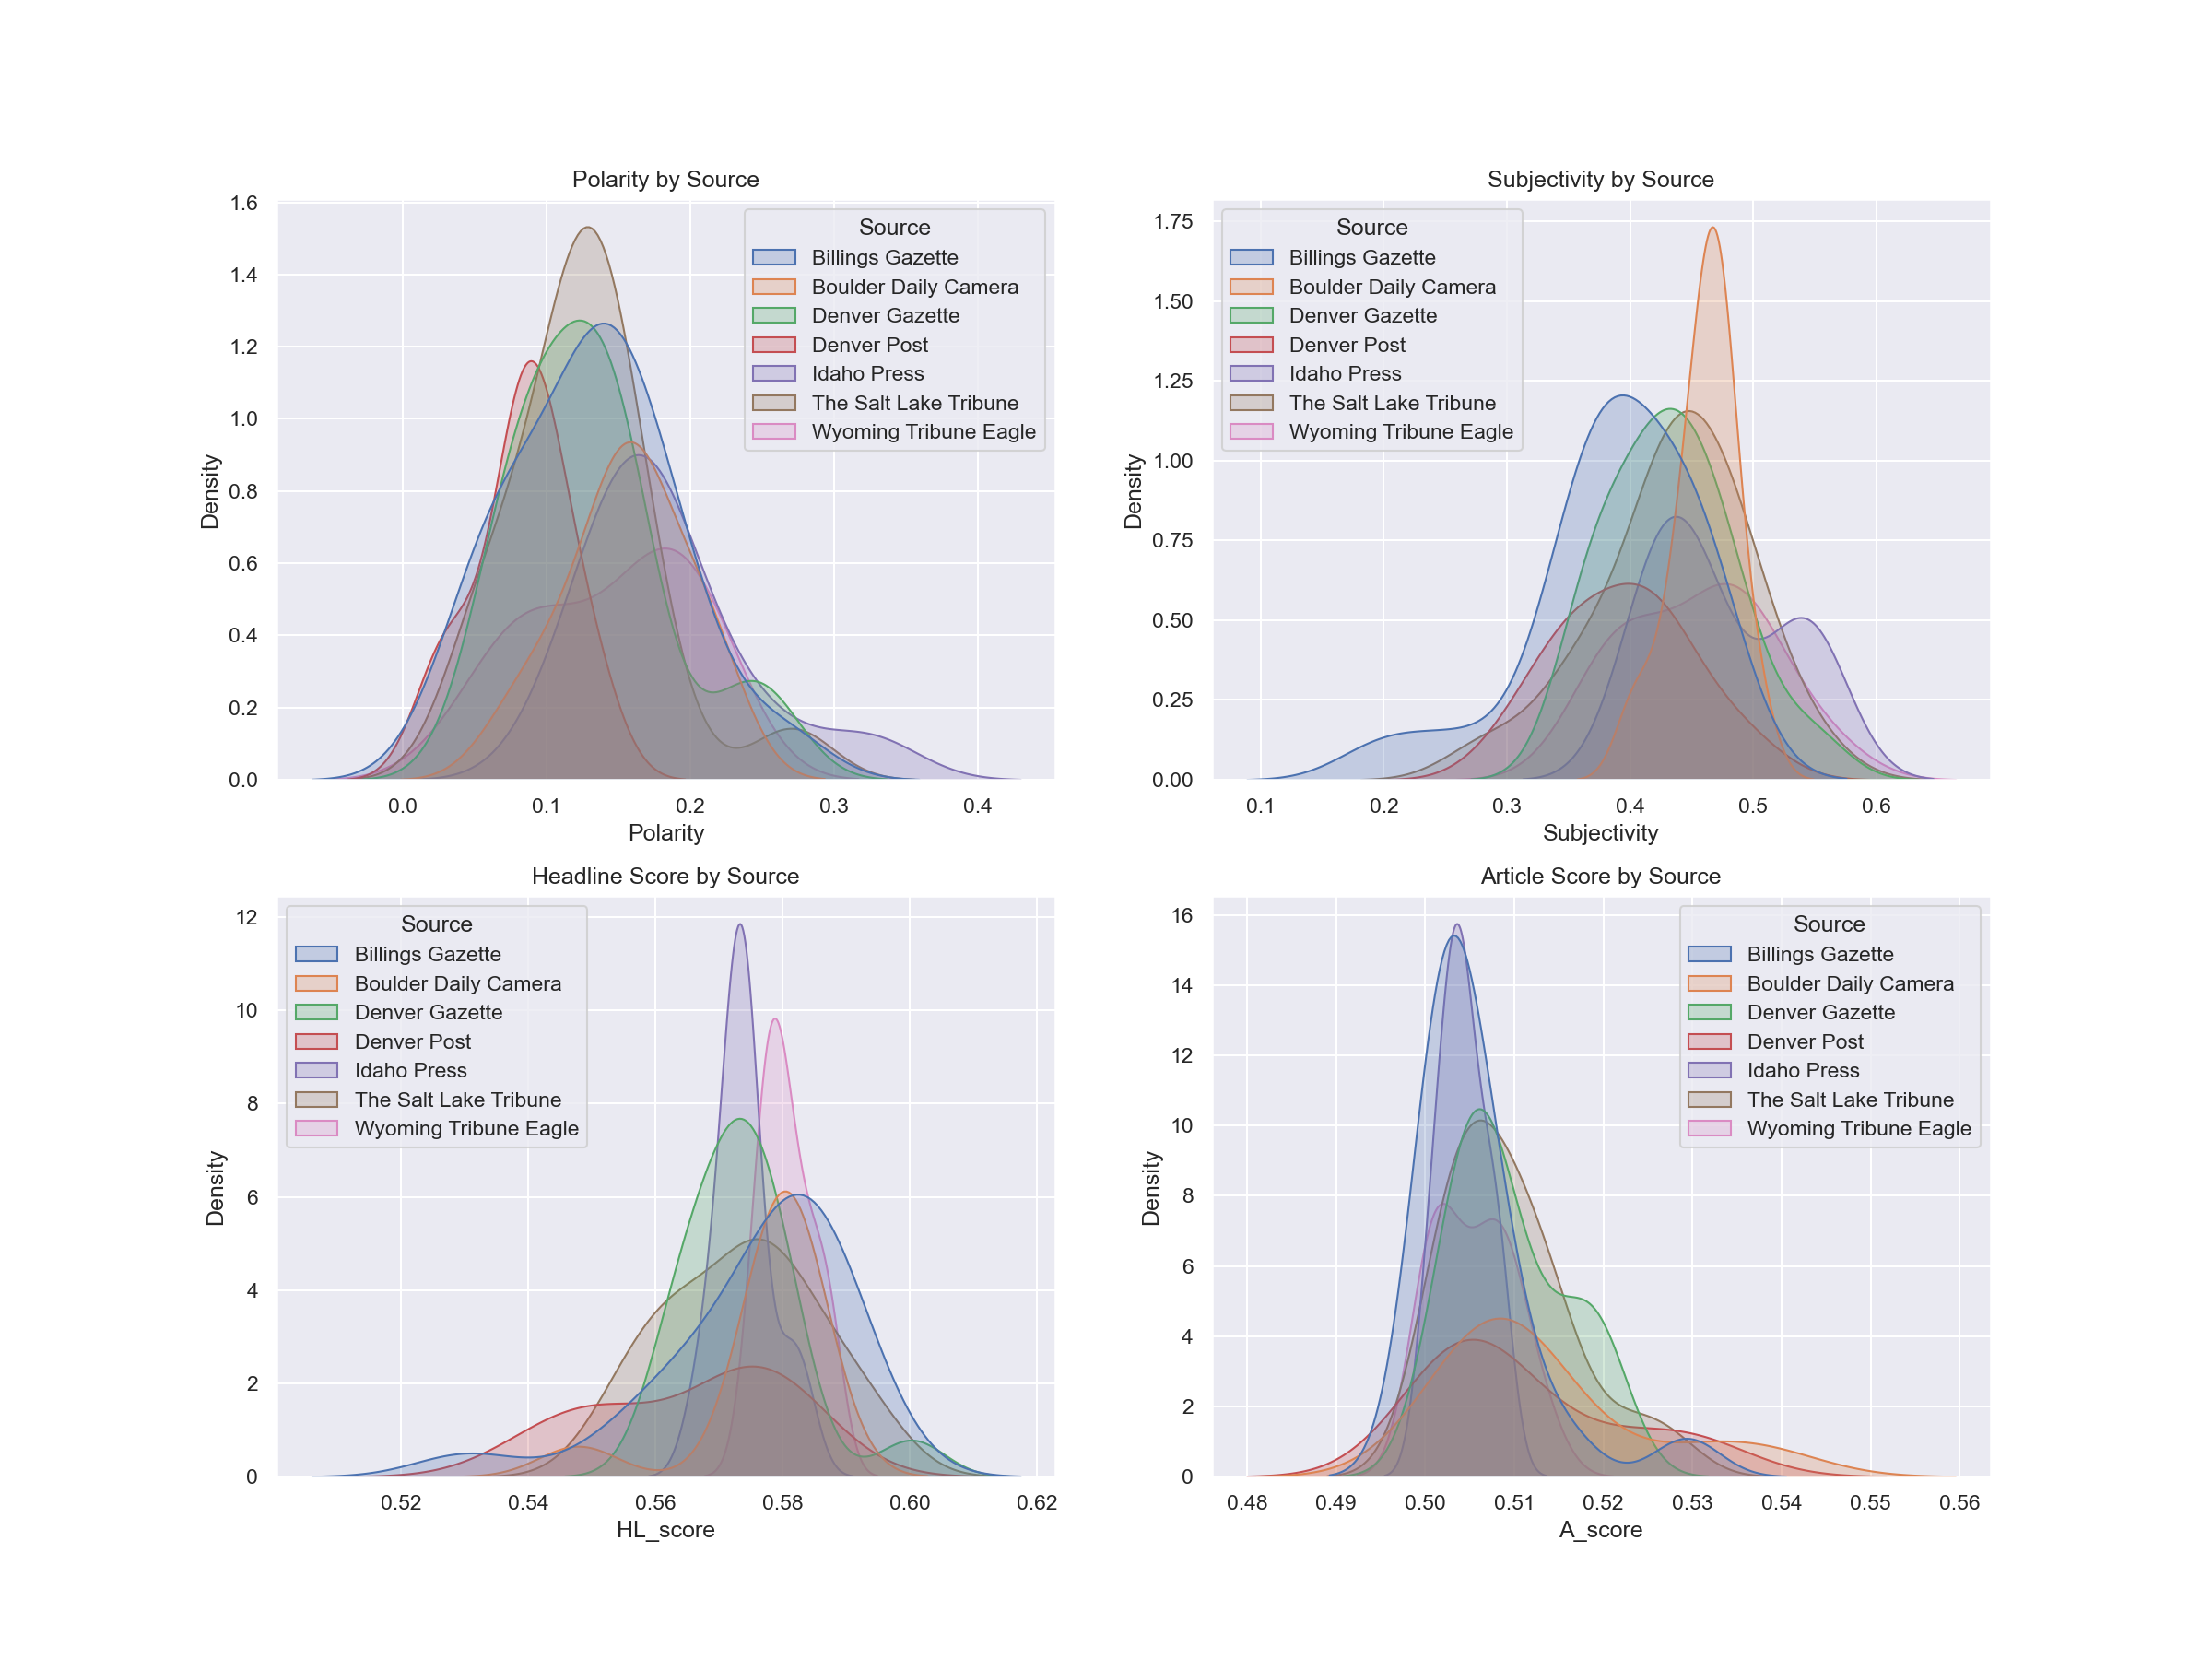 Polarity by Source
1.6
1.4
1.2
1.0
0.8
0.6
0.4
0.2
0.0
Density
Source
Billings Gazette
Boulder Daily Camera
Denver Gazette
Denver Post
Idaho Press
The Salt Lake Tribune
Wyoming Tribune Eagle
0.0 0.1 0.2 0.3 0.4
Polarity
Subjectivity by Source
1.75
1.50
1.25
1.00
0.75
0.50
0.25
0.00
Density
Source
Billings Gazette
Boulder Daily Camera
Denver Gazette
Denver Post
Idaho Press
The Salt Lake Tribune
Wyoming Tribune Eagle
0.1 0.2 0.3 0.4 0.5 0.6
Subjectivity
Headline Score by Source
12
10
8
6
4
2
0
Density
Source
Billings Gazette
Boulder Daily Camera
Denver Gazette
Denver Post
Idaho Press
The Salt Lake Tribune
Wyoming Tribune Eagle
0.52 0.54 0.56 0.58 0.60 0.62
HL_score
Article Score by Source
16
14
12
10
8
6
4
2
0
Density
Source
Billings Gazette
Boulder Daily Camera
Denver Gazette
Denver Post
Idaho Press
The Salt Lake Tribune
Wyoming Tribune Eagle
0.48 0.49 0.50 0.51 0.52 0.53 0.54 0.55 0.56
A_score